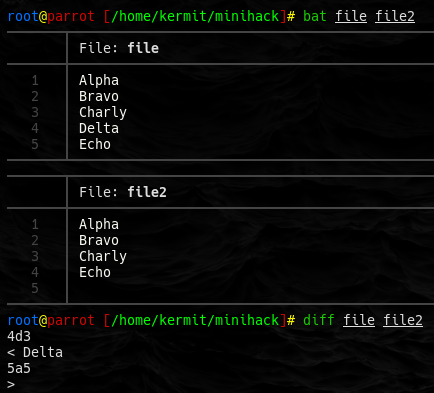 root@parrot [/home/kermit/minihack]# bat file file2
File: file
1 Alpha
2 Bravo
3 Charly
4 Delta
5 Echo
File: file2
1 Alpha
2 Bravo
3 Charly
4 Echo
5
root@parrot [/home/kermit/minihack]# diff file file2
4d3
< Delta
5a5
>